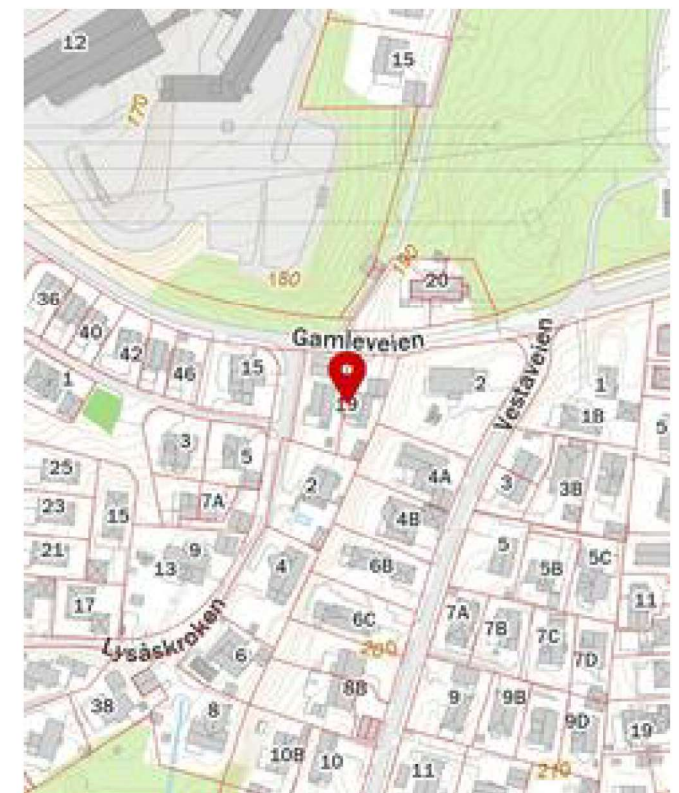 12
15
170
180
190
20
36
Gamleveien
40
42
46
15
1
2
Vestaveien
1
19
1B
5
3
5
25
4A
3
3B
2
7A
23
15
4B
9
5
5C
21
13
4
6B
5B
17
11
6C
7A
7B
7C
Lysåskroken
200
7D
6
8B
9
9B
38
8
9D
19
10B
10
11
210